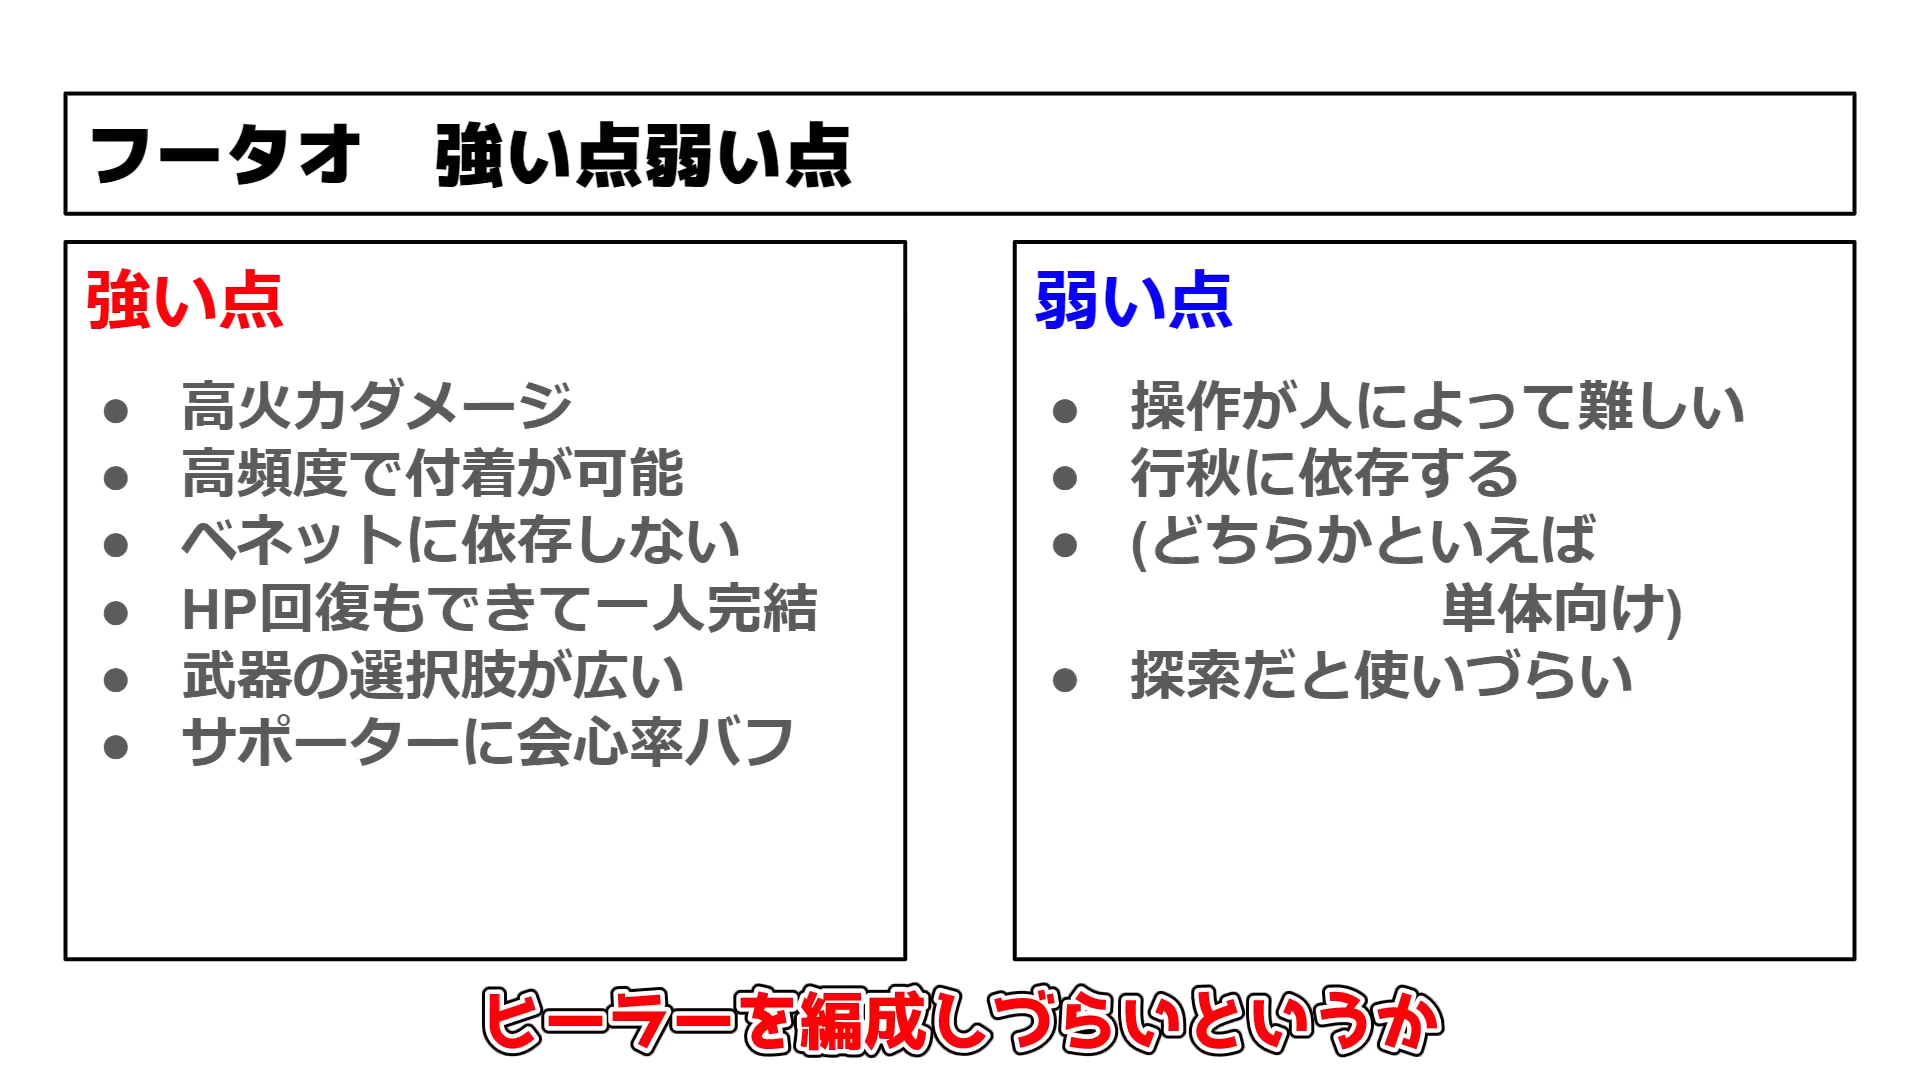 フータオ　強い点弱い点
強い点
● 高火力ダメージ
● 高頻度で付着が可能
● ベネットに依存しない
● HP回復もできて一人完結
● 武器の選択肢が広い
● サポーターに会心率バフ
弱い点
● 操作が人によって難しい
● 行秋に依存する
● (どちらかといえば
単体向け)
● 探索だと使いづらい
ヒーラーを編成しづらいというか